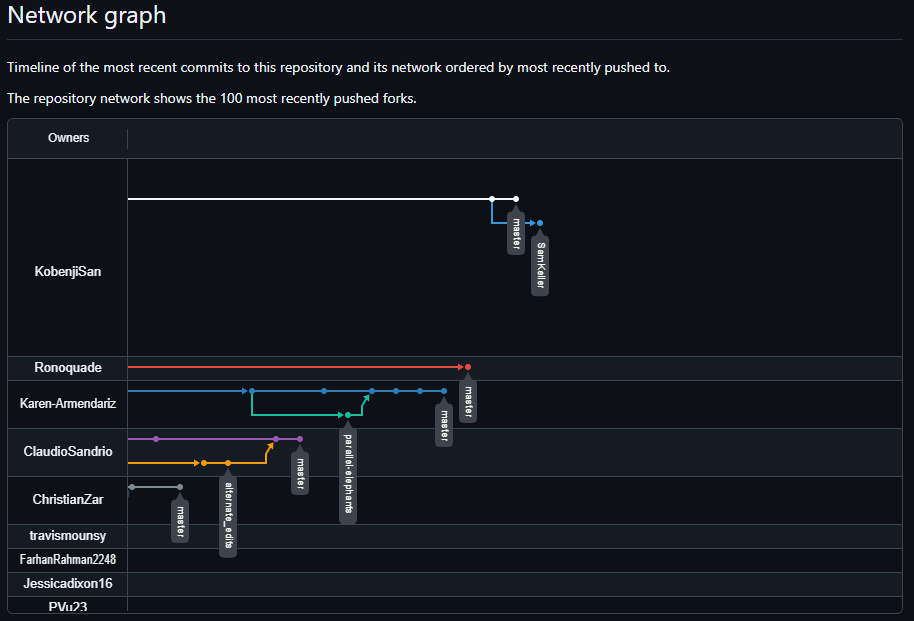 Network graph
Timeline of the most recent commits to this repository and its network ordered by most recently pushed to.
The repository network shows the 100 most recently pushed forks.
Owners
KobenjiSan
master
SamKeller
Ronoquade
master
Karen-Armendariz
master
parallel-elephants
ClaudioSandrio
master
alternate_edits
ChristianZar
master
travismounsy
FarhanRahman2248
Jessicadixon16
PVu23